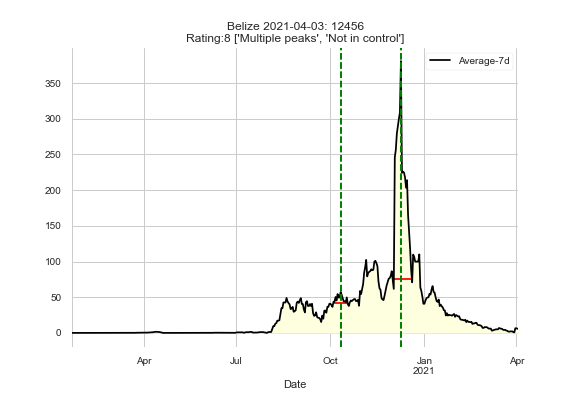 Belize 2021-04-03: 12456
Rating:8 ['Multiple peaks', 'Not in control']
Average-7d
350
300
250
200
150
100
50
0
Apr
Jul
Oct
Jan
2021
Apr
Date